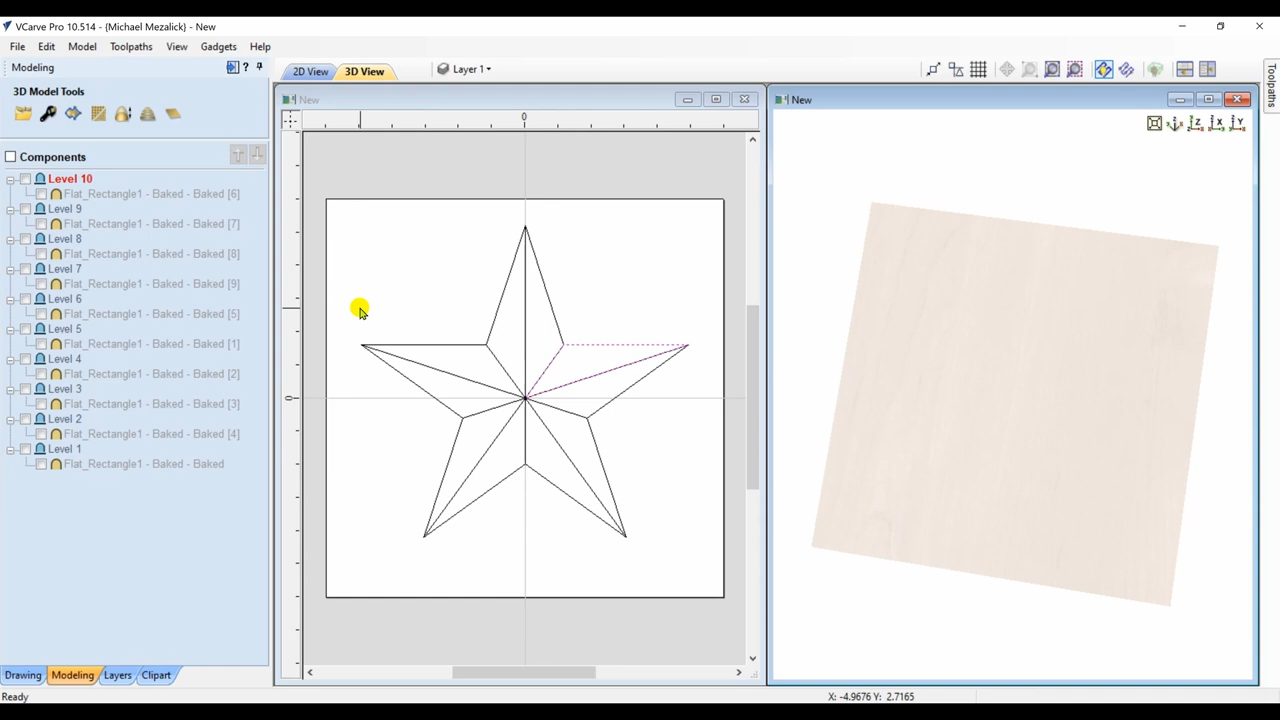 VCarve Pro 10.514 - (Michael Mezalick) - New
File Edit Model Toolpaths View Gadgets Help
Modeling ?
2D View 3D View Layer 1
Toolpaths
3D Model Tools
New
New
0
Z X Y
Components
Level 10
Flat_Rectangle1 - Baked - Baked [6]
Level 9
Flat_Rectangle1 - Baked - Baked [7]
Level 8
Flat_Rectangle1 - Baked - Baked [8]
Level 7
Flat_Rectangle1 - Baked - Baked [9]
Level 6
Flat_Rectangle1 - Baked - Baked [5]
Level 5
Flat_Rectangle1 - Baked - Baked [1]
Level 4
Flat_Rectangle1 - Baked - Baked [2]
Level 3
Flat_Rectangle1 - Baked - Baked [3]
0
Level 2
Flat_Rectangle1 - Baked - Baked [4]
Level 1
Flat_Rectangle1 - Baked - Baked
Drawing Modeling Layers Clipart
Ready X: -4.9676 Y: 2.7165